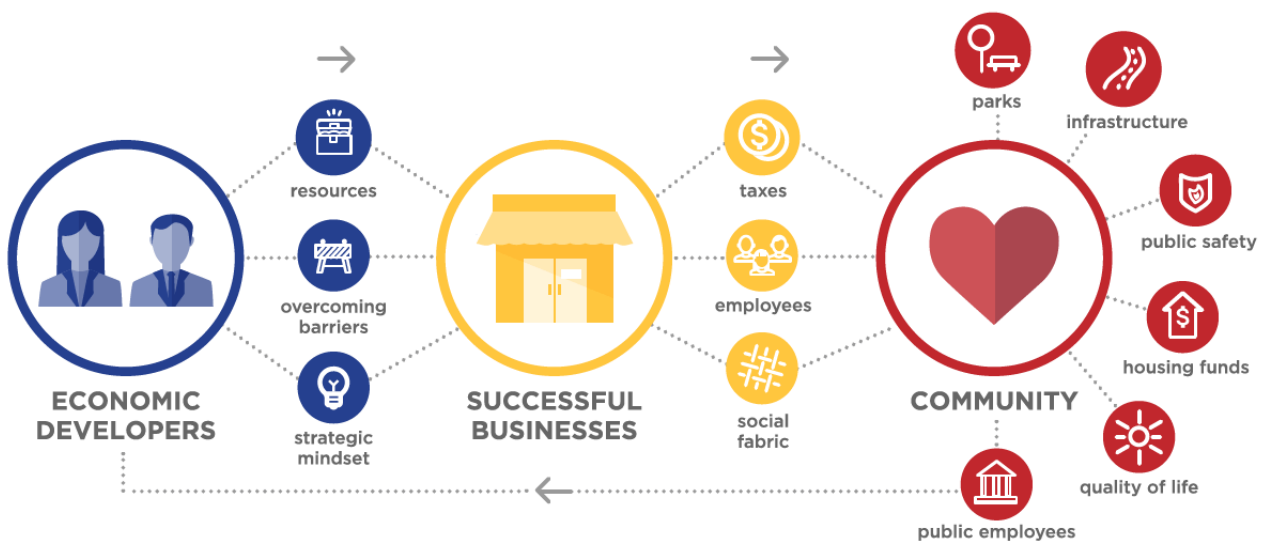 parks
infrastructure
resources
taxes
public safety
overcoming
barriers
employees
housing funds
ECONOMIC
DEVELOPERS
SUCCESSFUL
BUSINESSES
COMMUNITY
strategic
mindset
social
fabric
quality of life
public employees
$
$